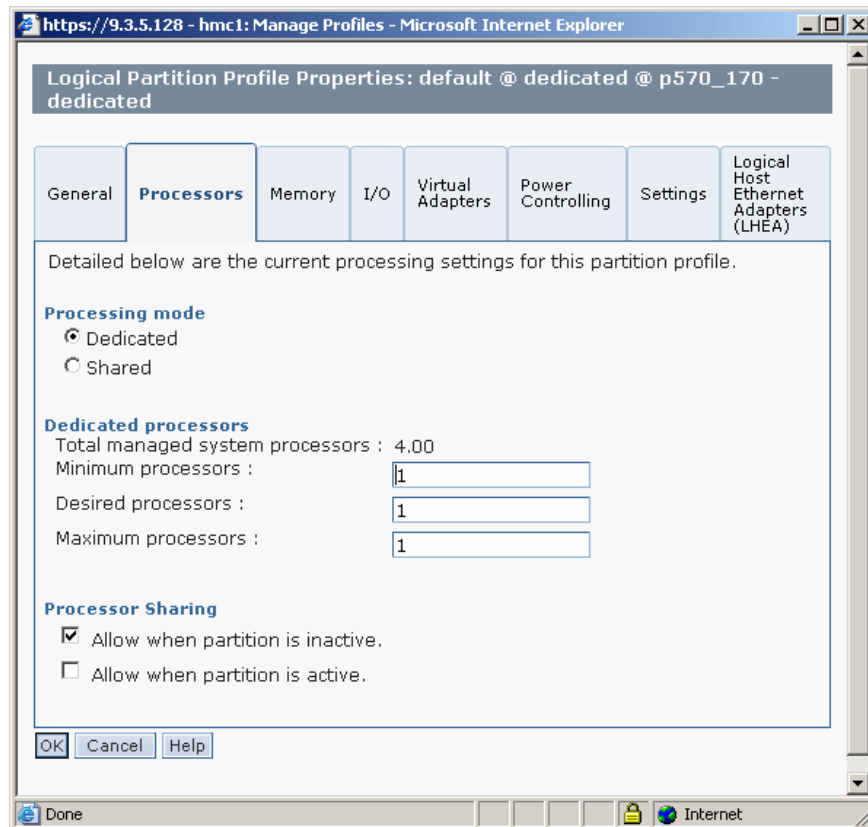 https://9.3.5.128 - hmc1: Manage Profiles - Microsoft Internet Explorer
Logical Partition Profile Properties: default @ dedicated @ p570_170 -
dedicated
General
Processors
Memory
I/O
Virtual
Adapters
Power
Controlling
Settings
Logical
Host
Ethernet
Adapters
(LHEA)
Detailed below are the current processing settings for this partition profile.
Processing mode
Dedicated
Shared
Dedicated processors
Total managed system processors : 4.00
Minimum processors : 1
Desired processors : 1
Maximum processors : 1
Processor Sharing
Allow when partition is inactive.
Allow when partition is active.
OK Cancel Help
Done Internet